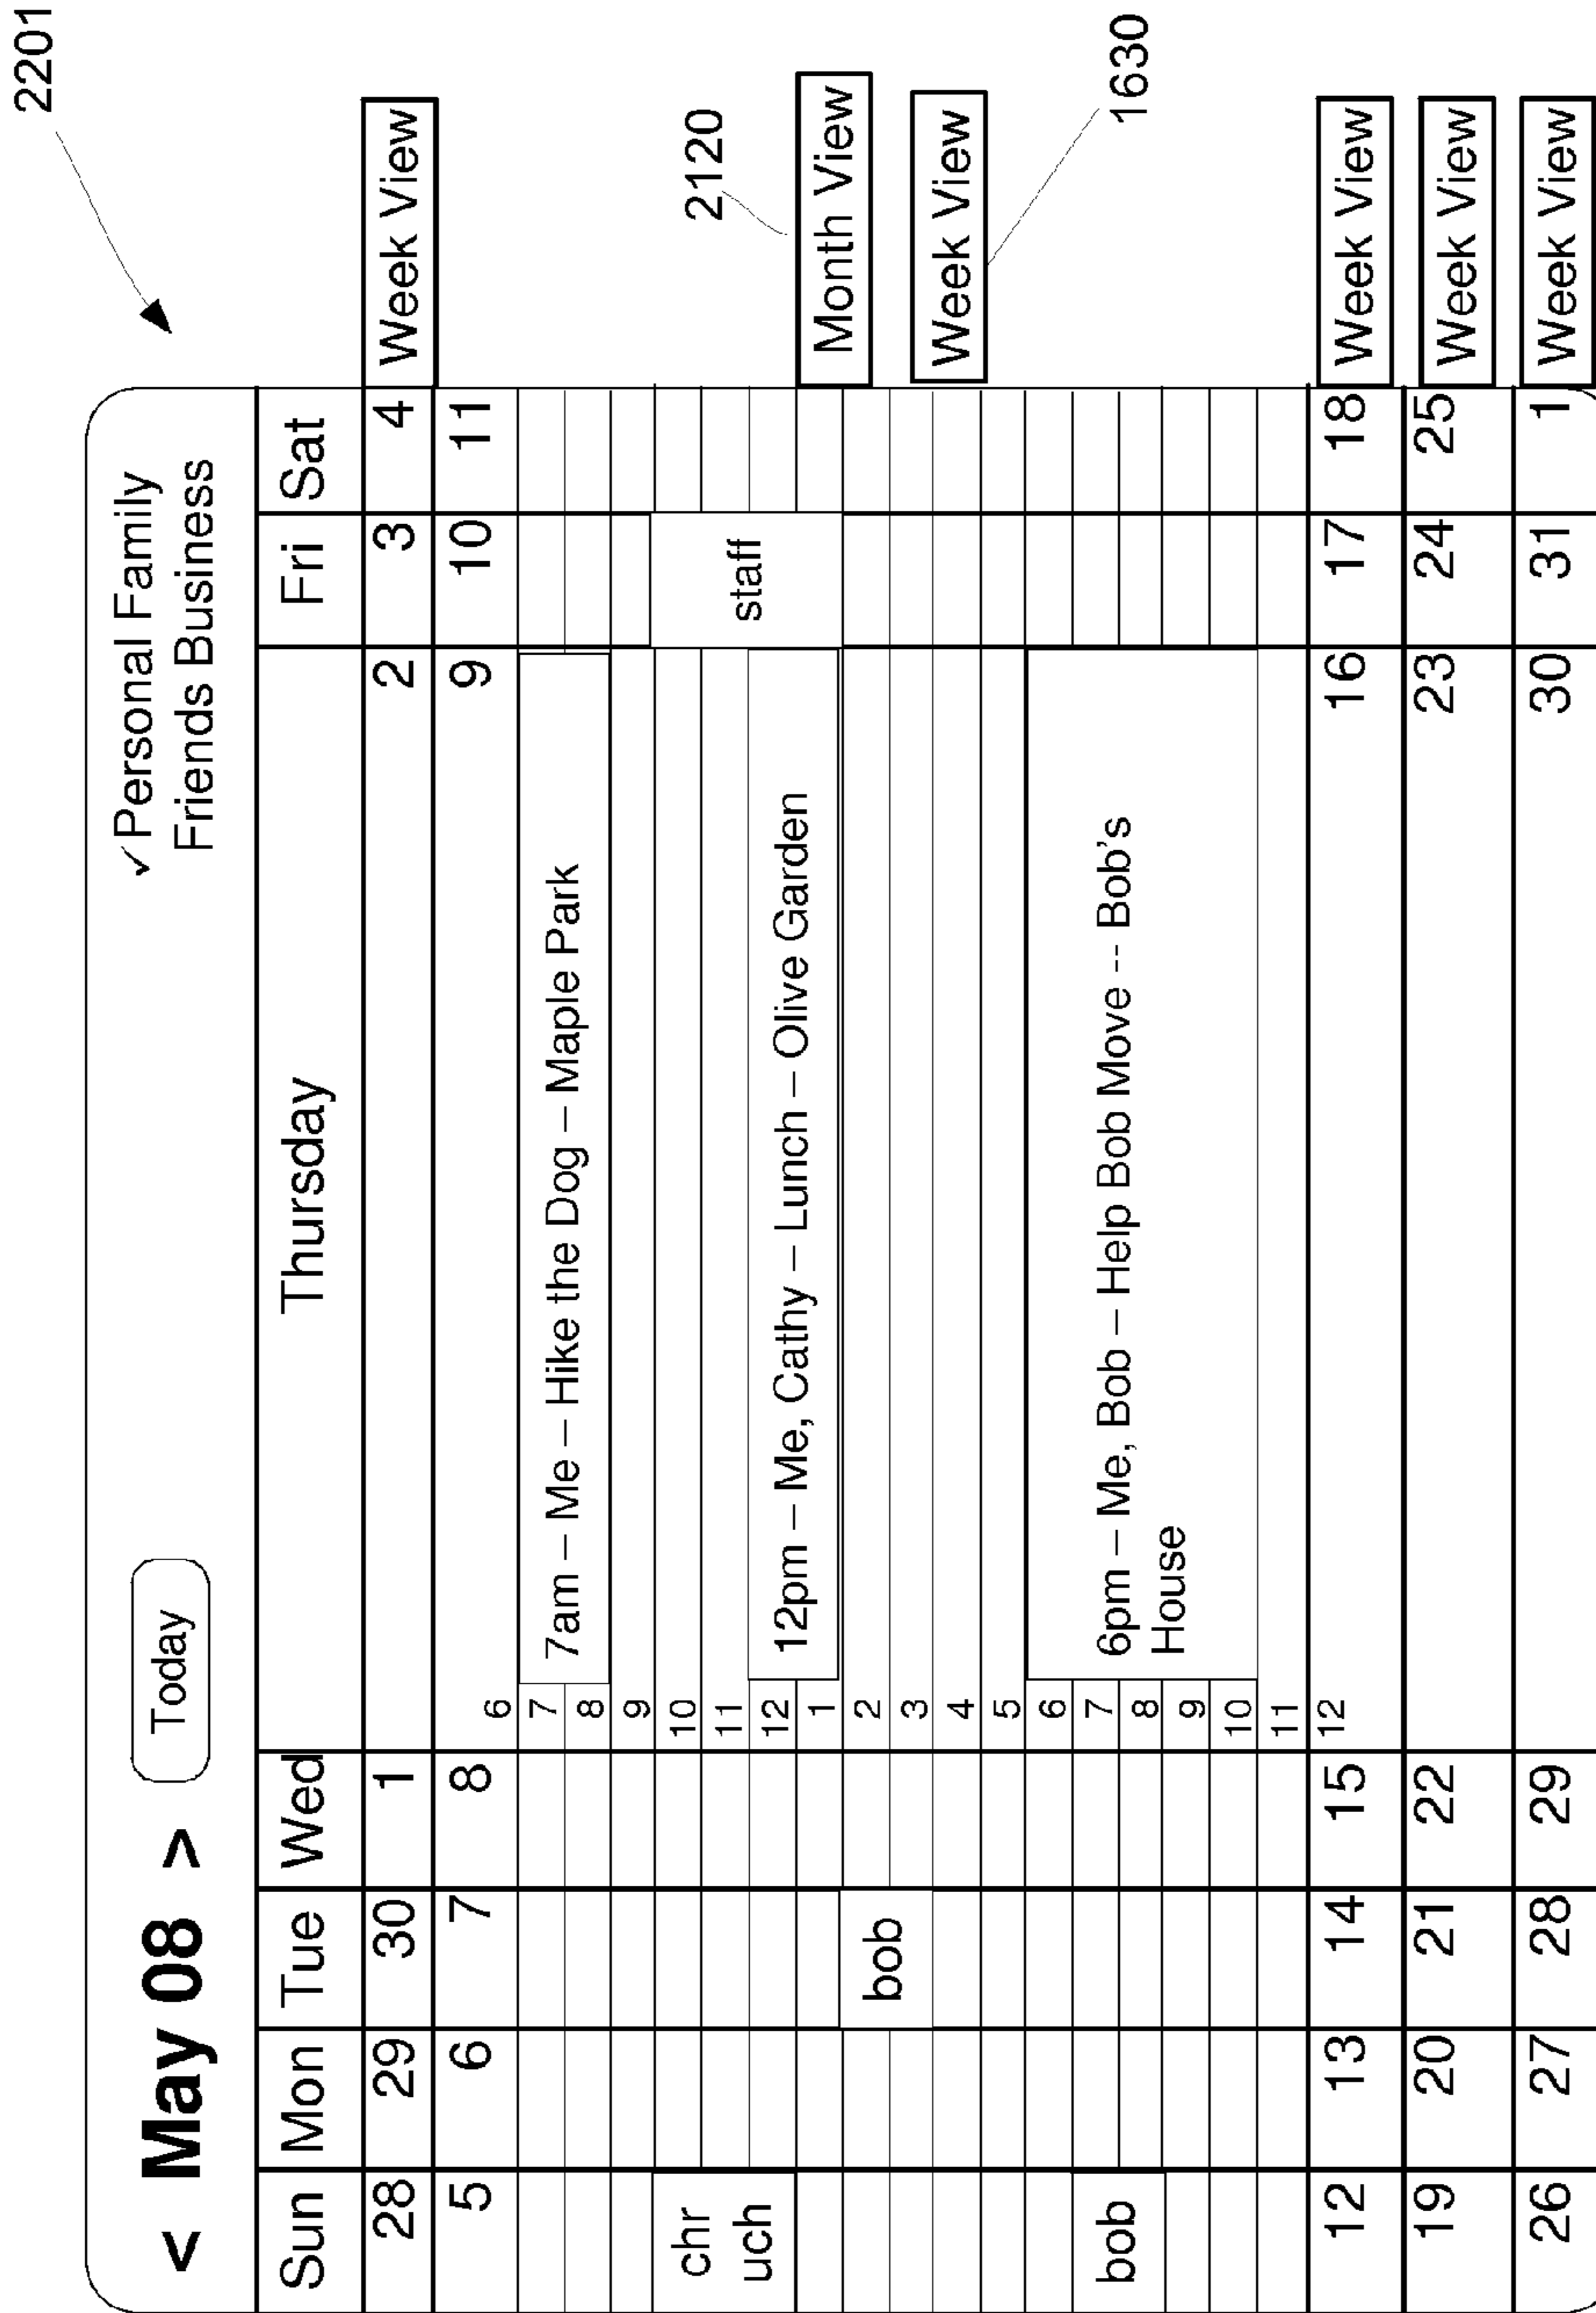 2201
< May 08 > Today ✓Personal Family
Friends Business
Sun Mon Tue Wed Thursday Fri Sat
28 29 30 1 2 3 4 Week View
5 6 7 8 9 10 11
6
7 7am – Me – Hike the Dog – Maple Park
8
9
10
chr 11 staff 2120
uch 12 12pm – Me, Cathy – Lunch – Olive Garden
1 Month View
bob 2
3
4 Week View
5
6
bob 7 6pm – Me, Bob – Help Bob Move -- Bob's 1630
8 House
9
10
11
12
12 13 14 15 16 17 18 Week View
19 20 21 22 23 24 25 Week View
26 27 28 29 30 31 1 Week View